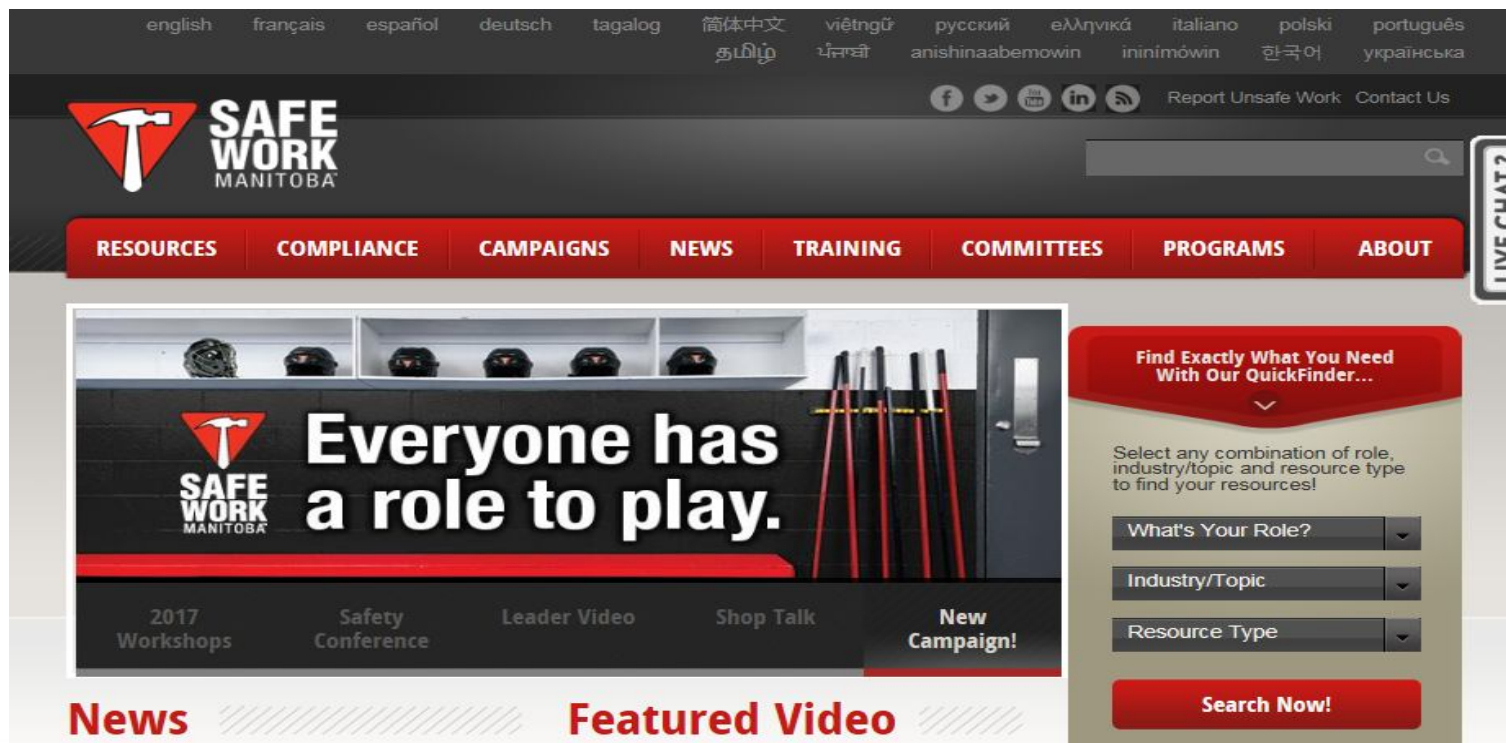 english français español deutsch tagalog 简体中文 việtngữ русский ελληνικά italiano polski português
தமிழ் ਪੰਜਾਬੀ anishinaabemowin ininímówin 한국어 українська
Report Unsafe Work Contact Us
SAFE
WORK
MANITOBA
LIVE CHAT ?
RESOURCES COMPLIANCE CAMPAIGNS NEWS TRAINING COMMITTEES PROGRAMS ABOUT
Everyone has
a role to play.
SAFE
WORK
MANITOBA
2017
Workshops
Safety
Conference
Leader Video
Shop Talk
New
Campaign!
Find Exactly What You Need
With Our QuickFinder...
Select any combination of role,
industry/topic and resource type
to find your resources!
What's Your Role?
Industry/Topic
Resource Type
Search Now!
News
Featured Video